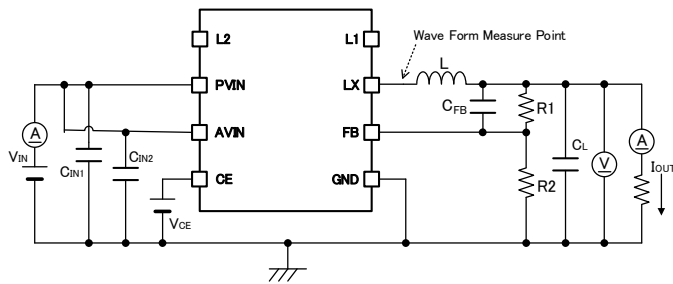 L2
L1
Wave Form Measure Point
PVIN
LX
L
A
CFB
R1
AVIN
FB
VIN
CIN1
CIN2
CL
V
A
IOUT
CE
GND
R2
VCE